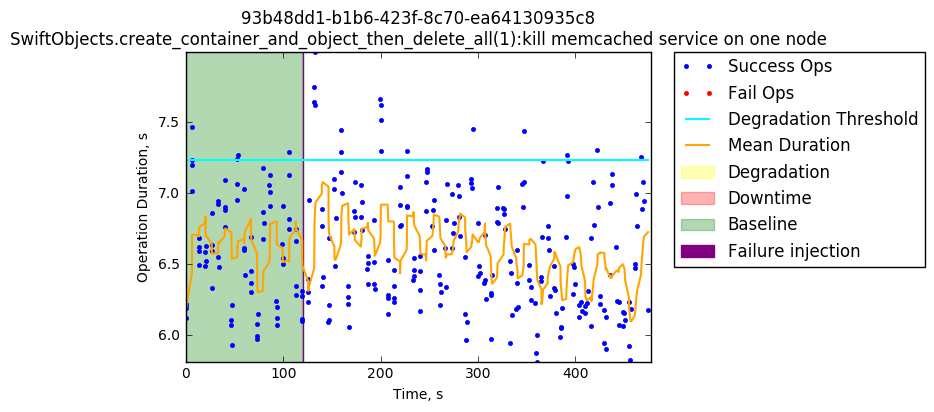 93b48dd1-b1b6-423f-8c70-ea64130935c8
SwiftObjects.create_container_and_object_then_delete_all(1):kill memcached service on one node
Operation Duration, s
7.5
7.0
6.5
6.0
0
100
200
300
400
Time, s
Success Ops
Fail Ops
Degradation Threshold
Mean Duration
Degradation
Downtime
Baseline
Failure injection